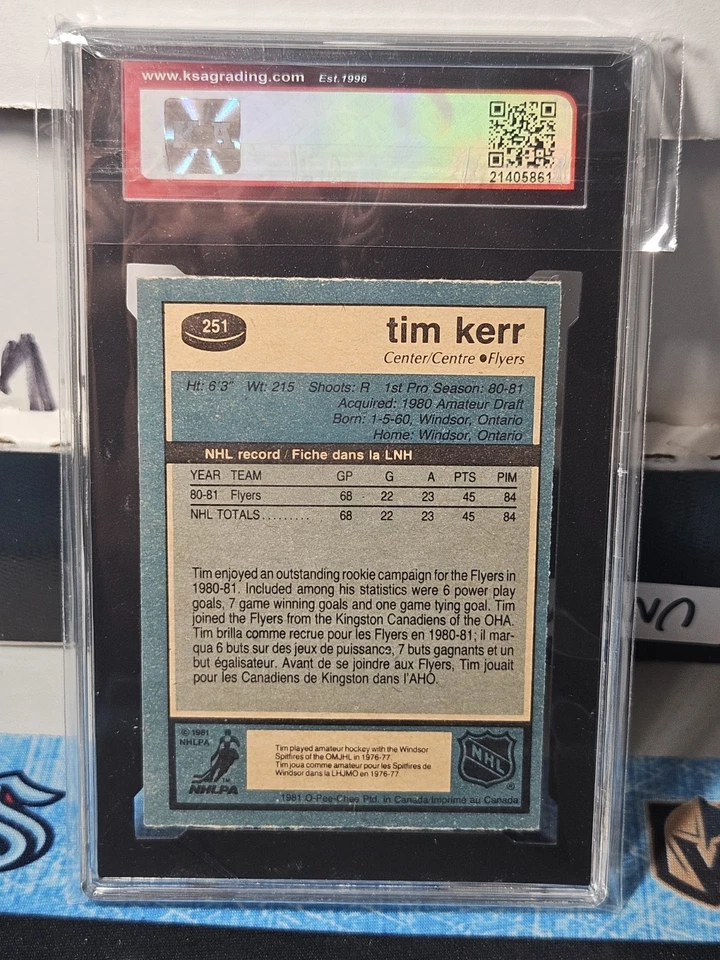 www.ksagrading.com Est.1996
KSA
21405861
251
tim kerr
Center/Centre ●Flyers
Ht: 6'3" Wt: 215 Shoots: R 1st Pro Season: 80-81
Acquired: 1980 Amateur Draft
Born: 1-5-60, Windsor, Ontario
Home: Windsor, Ontario
NHL record / Fiche dans la LNH
YEAR TEAM GP G A PTS PIM
80-81 Flyers 68 22 23 45 84
NHL TOTALS......... 68 22 23 45 84
Tim enjoyed an outstanding rookie campaign for the Flyers in
1980-81. Included among his statistics were 6 power play
goals, 7 game winning goals and one game tying goal. Tim
joined the Flyers from the Kingston Canadiens of the OHA.
Tim brilla comme recrue pour les Flyers en 1980-81; il mar-
qua 6 buts sur des jeux de puissance, 7 buts gagnants et un
but égalisateur. Avant de se joindre aux Flyers, Tim jouait
pour les Canadiens de Kingston dans l'AHO.
© 1981
NHLPA
TM
NHLPA
Tim played amateur hockey with the Windsor
Spitfires of the OMJHL in 1976-77.
Tim joua comme amateur pour les Spitfires de
Windsor dans la LHJMO en 1976-77.
NHL
®
1981 O-Pee-Chee Ptd. in Canada/Imprimé au Canada